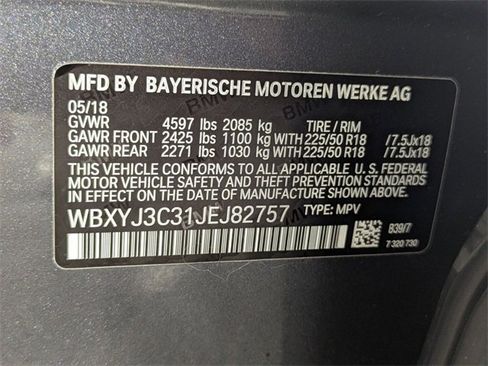 MFD BY BAYERISCHE MOTOREN WERKE AG
05/18
GVWR 4597 lbs 2085 kg TIRE / RIM
GAWR FRONT 2425 lbs 1100 kg WITH 225/50 R18 /7.5Jx18
GAWR REAR 2271 lbs 1030 kg WITH 225/50 R18 /7.5Jx18
THIS VEHICLE CONFORMS TO ALL APPLICABLE U.S. FEDERAL
MOTOR VEHICLE SAFETY, BUMPER, AND THEFT PREVENTION STANDARDS
IN EFFECT ON THE DATE OF MANUFACTURE SHOWN ABOVE.
WBXYJ3C31JEJ82757 TYPE: MPV
839/7
7 320 730